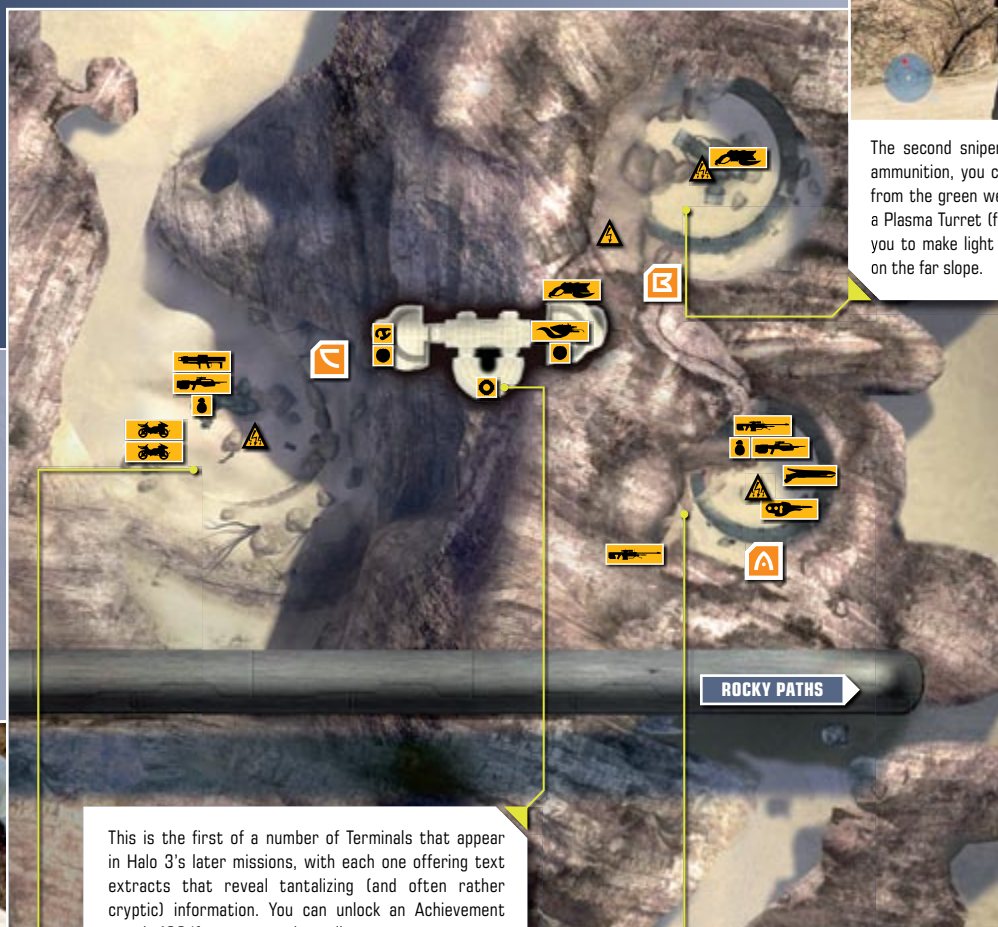 The second sniper
ammunition, you c
from the green we
a Plasma Turret (f
you to make light
on the far slope.
B
C
A
ROCKY PATHS
This is the first of a number of Terminals that appear
in Halo 3's later missions, with each one offering text
extracts that reveal tantalizing (and often rather
cryptic) information. You can unlock an Achievement